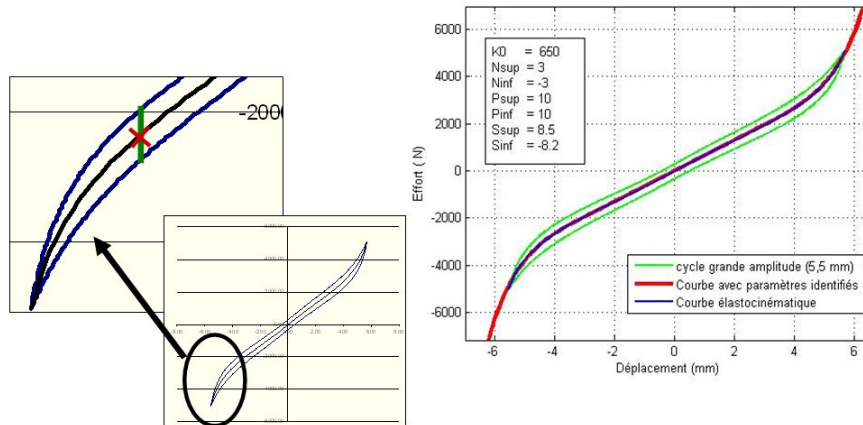 -2000
6000
4000
2000
0
-2000
-4000
-6000
Effort ( N)
K0 = 650
Nsup = 3
Ninf = -3
Psup = 10
Pinf = 10
Ssup = 8.5
Sinf = -8.2
cycle grande amplitude (5,5 mm)
Courbe avec paramètres identifiés
Courbe élastocinématique
-6 -4 -2 0 2 4 6
Déplacement (mm)